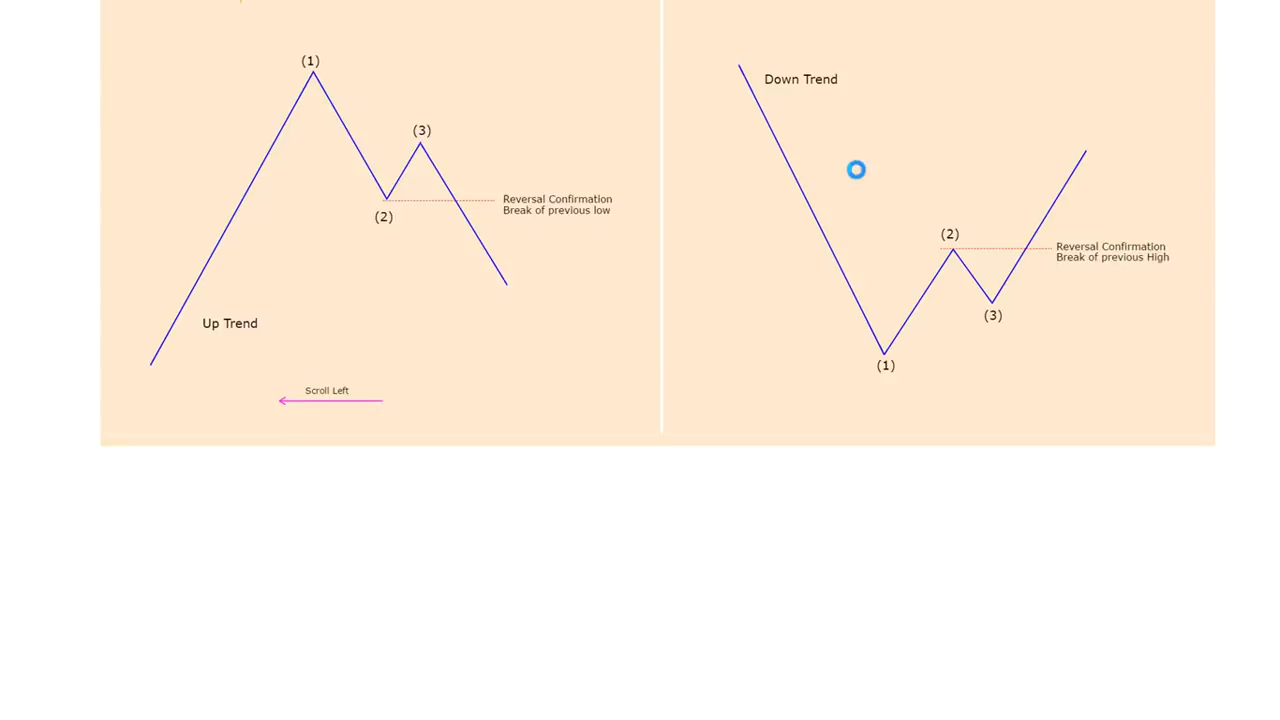 (1)
(3)
Reversal Confirmation
Break of previous low
(2)
Up Trend
Scroll Left
Down Trend
(2)
Reversal Confirmation
Break of previous High
(3)
(1)